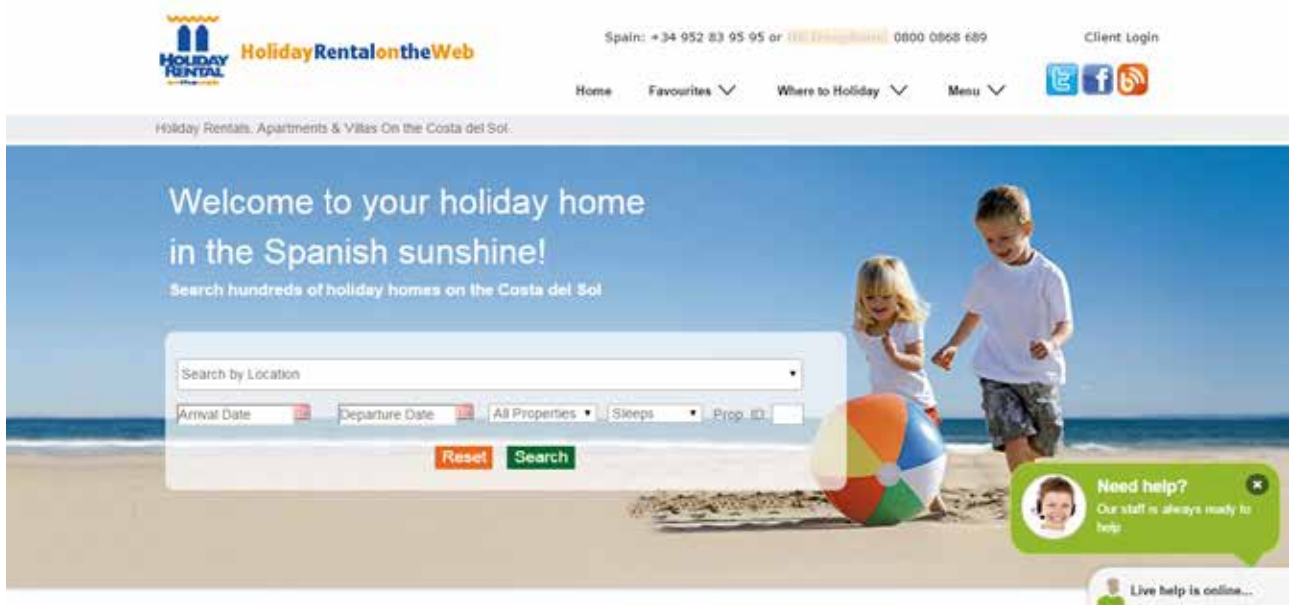 HOLIDAY
RENTAL
HolidayRentalontheWeb
Spain: +34 952 83 95 95 or 0800 0868 689
Client Login
Home Favourites Where to Holiday Menu
Holiday Rentals, Apartments & Villas On the Costa del Sol
Welcome to your holiday home
in the Spanish sunshine!
Search hundreds of holiday homes on the Costa del Sol
Search by Location
Arrival Date Departure Date All Properties Sleeps Prop. ID
Reset Search
Need help?
Our staff is always ready to
help
Live help is online...